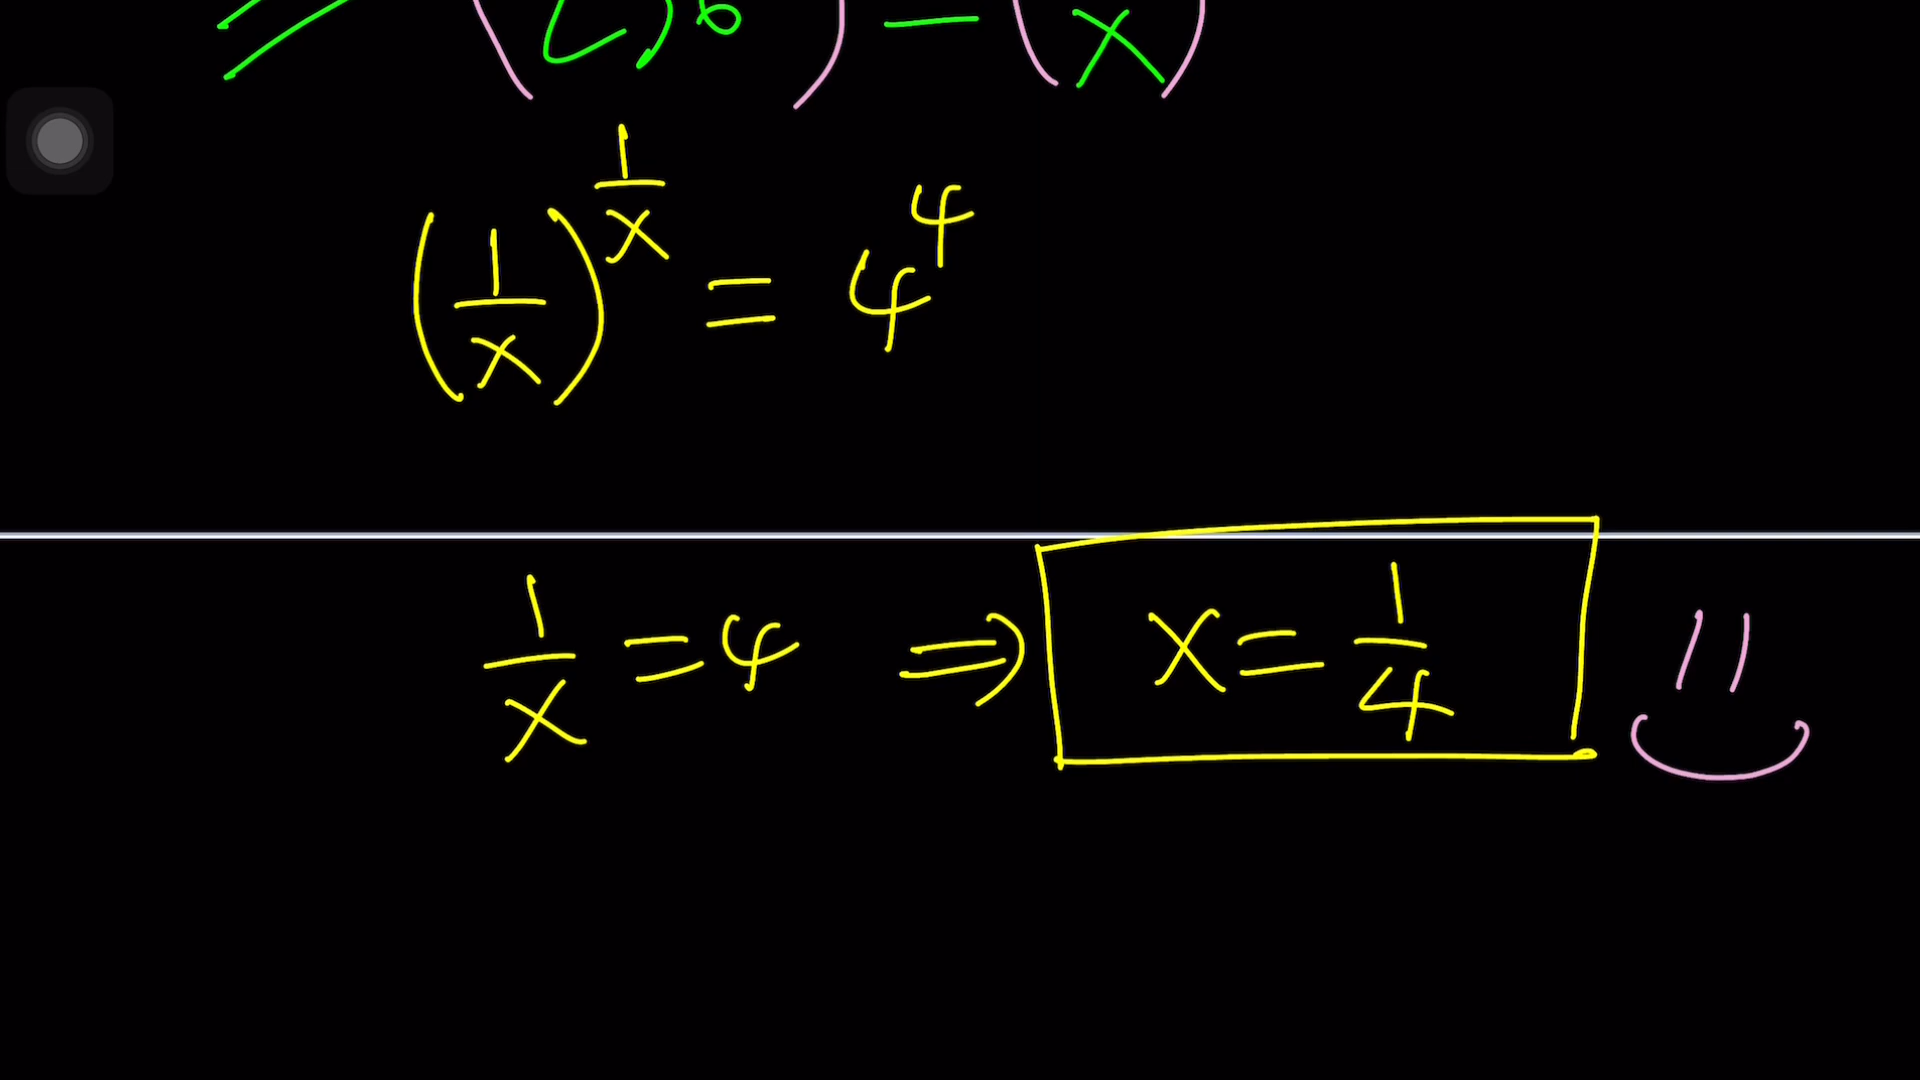 (1/x)^(1/x) = 4^4
1/x = 4 ⇒ x = 1/4